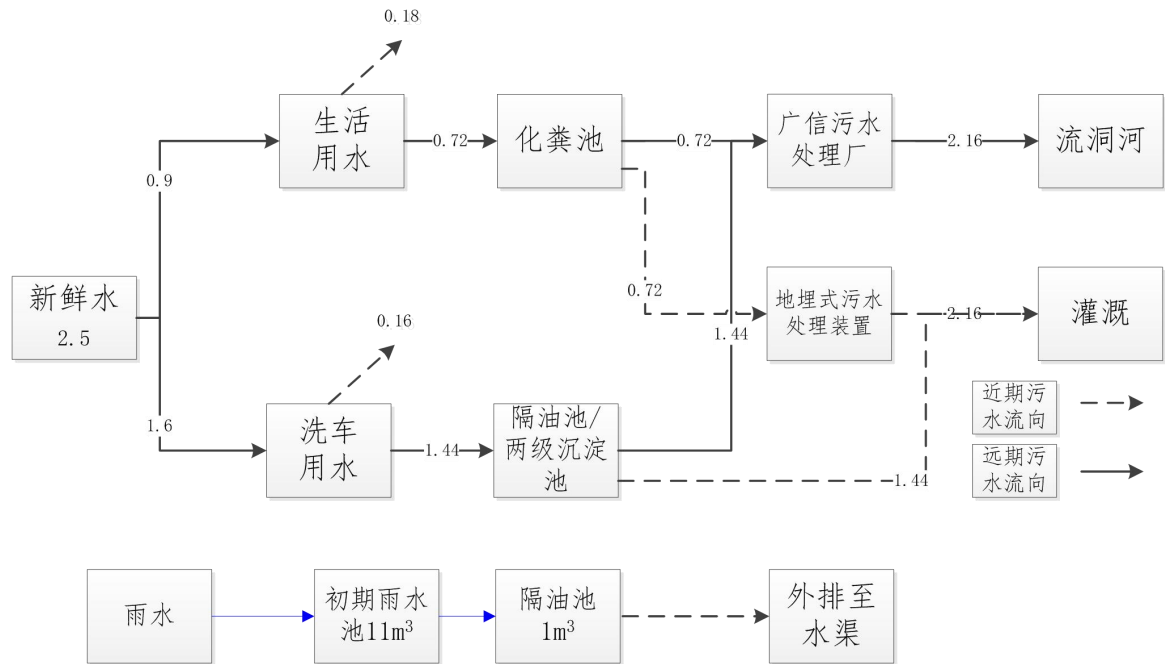 0.18
生活
用水
0.72
化粪池
0.72
广信污水
处理厂
2.16
流洞河
0.9
新鲜水
2.5
0.72
地埋式污水
处理装置
2.16
灌溉
0.16
1.44
1.6
洗车
用水
1.44
隔油池/
两级沉淀
池
1.44
近期污
水流向
远期污
水流向
雨水
初期雨水
池11m³
隔油池
1m³
外排至
水渠